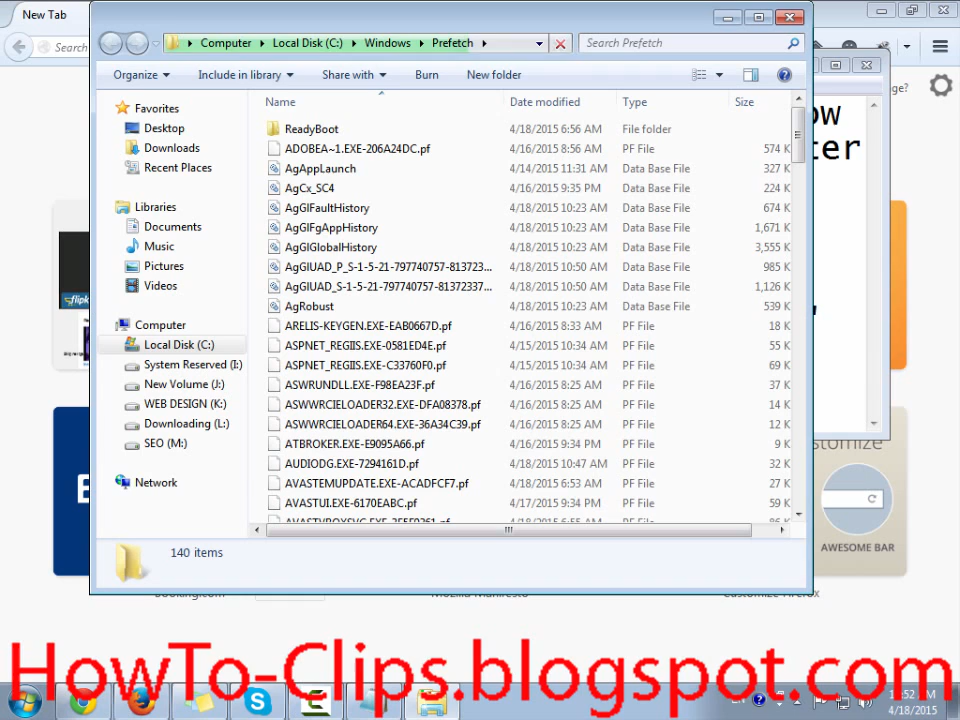 New Tab
Search
Computer Local Disk (C:) Windows Prefetch
Search Prefetch
Organize Include in library Share with Burn New folder
Name Date modified Type Size
Favorites
Desktop
Downloads
Recent Places
Libraries
Documents
Music
Pictures
Videos
Computer
Local Disk (C:)
System Reserved (I:)
New Volume (J:)
WEB DESIGN (K:)
Downloading (L:)
SEO (M:)
Network
ReadyBoot 4/18/2015 6:56 AM File folder
ADOBEA~1.EXE-206A24DC.pf 4/16/2015 8:56 AM PF File 574 K
AgAppLaunch 4/14/2015 11:31 AM Data Base File 327 K
AgCx_SC4 4/16/2015 9:35 PM Data Base File 224 K
AgGlFaultHistory 4/18/2015 10:23 AM Data Base File 674 K
AgGlFgAppHistory 4/18/2015 10:23 AM Data Base File 1,671 K
AgGlGlobalHistory 4/18/2015 10:23 AM Data Base File 3,555 K
AgGlUAD_P_S-1-5-21-797740757-813723... 4/18/2015 10:50 AM Data Base File 985 K
AgGlUAD_S-1-5-21-797740757-81372337... 4/18/2015 10:50 AM Data Base File 1,126 K
AgRobust 4/18/2015 10:23 AM Data Base File 539 K
ARELIS-KEYGEN.EXE-EAB0667D.pf 4/16/2015 8:33 AM PF File 18 K
ASPNET_REGIIS.EXE-0581ED4E.pf 4/15/2015 10:34 AM PF File 55 K
ASPNET_REGIIS.EXE-C33760F0.pf 4/15/2015 10:34 AM PF File 69 K
ASWRUNDLL.EXE-F98EA23F.pf 4/16/2015 8:25 AM PF File 37 K
ASWWRCIELOADER32.EXE-DFA08378.pf 4/16/2015 8:25 AM PF File 14 K
ASWWRCIELOADER64.EXE-36A34C39.pf 4/16/2015 8:25 AM PF File 12 K
ATBROKER.EXE-E9095A66.pf 4/16/2015 9:34 PM PF File 9 K
AUDIODG.EXE-7294161D.pf 4/18/2015 10:47 AM PF File 32 K
AVASTEMUPDATE.EXE-ACADFCF7.pf 4/18/2015 6:53 AM PF File 27 K
AVASTUI.EXE-6170EABC.pf 4/17/2015 9:34 PM PF File 59 K
140 items
ow
ter
ge?
flipk
E
AWESOME BAR
HowTo-Clips.blogspot.com
4/18/2015